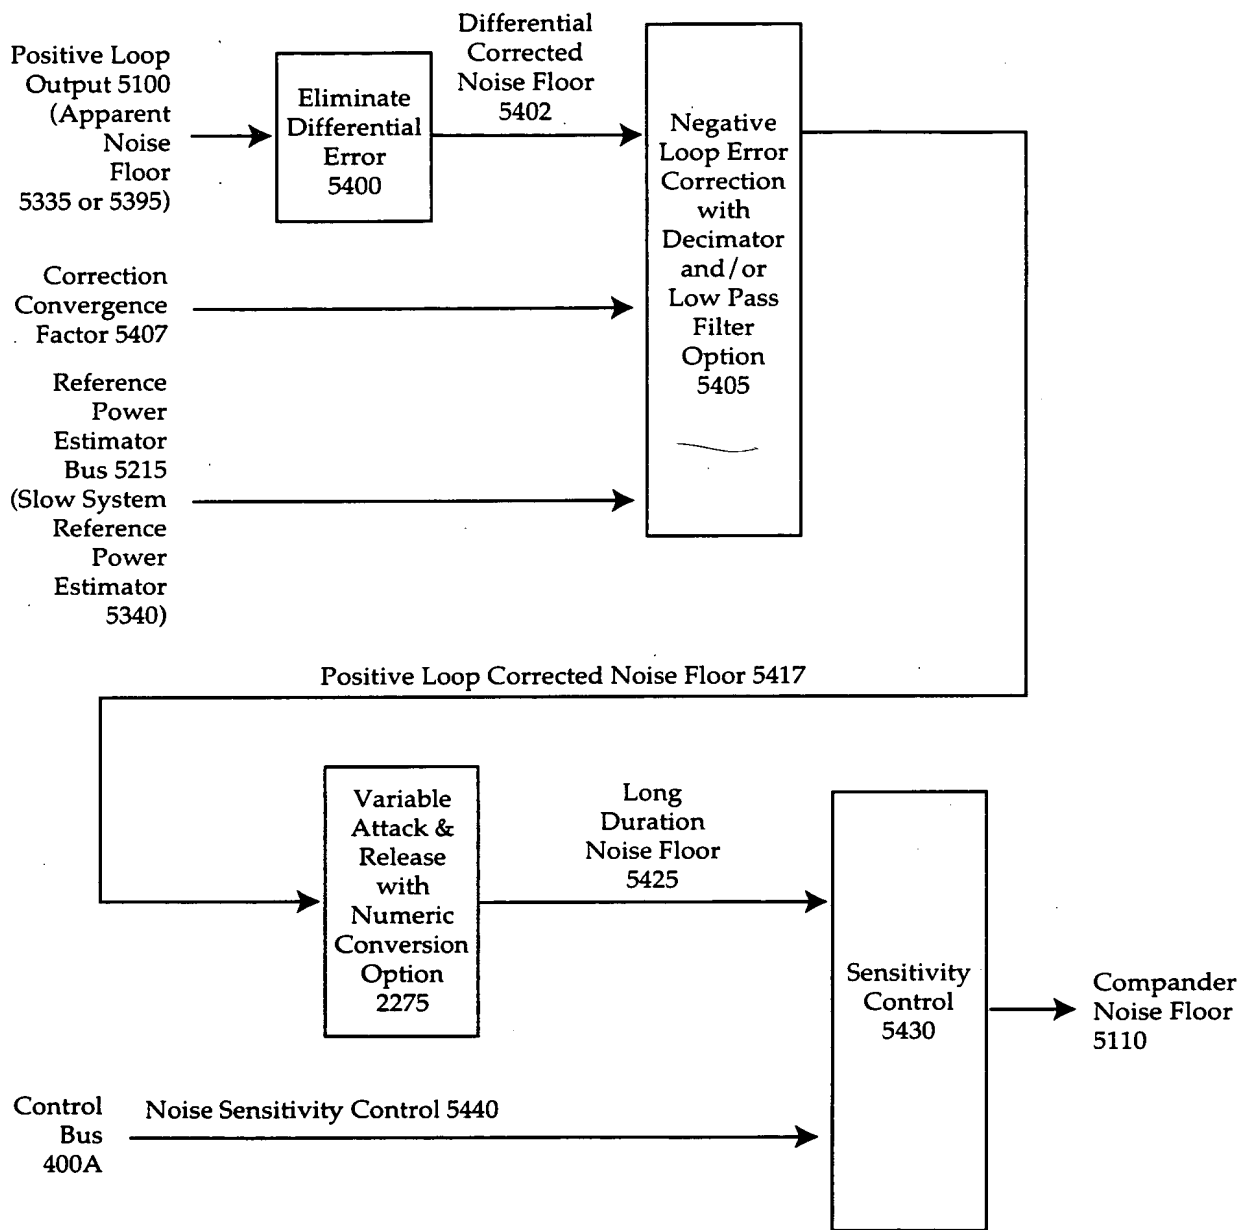 Positive Loop
Output 5100
(Apparent
Noise
Floor
5335 or 5395)
Eliminate
Differential
Error
5400
Differential
Corrected
Noise Floor
5402
Negative
Loop Error
Correction
with
Decimator
and/or
Low Pass
Filter
Option
5405
Correction
Convergence
Factor 5407
Reference
Power
Estimator
Bus 5215
(Slow System
Reference
Power
Estimator
5340)
Positive Loop Corrected Noise Floor 5417
Variable
Attack &
Release
with
Numeric
Conversion
Option
2275
Long
Duration
Noise Floor
5425
Sensitivity
Control
5430
Compander
Noise Floor
5110
Control
Bus
400A
Noise Sensitivity Control 5440